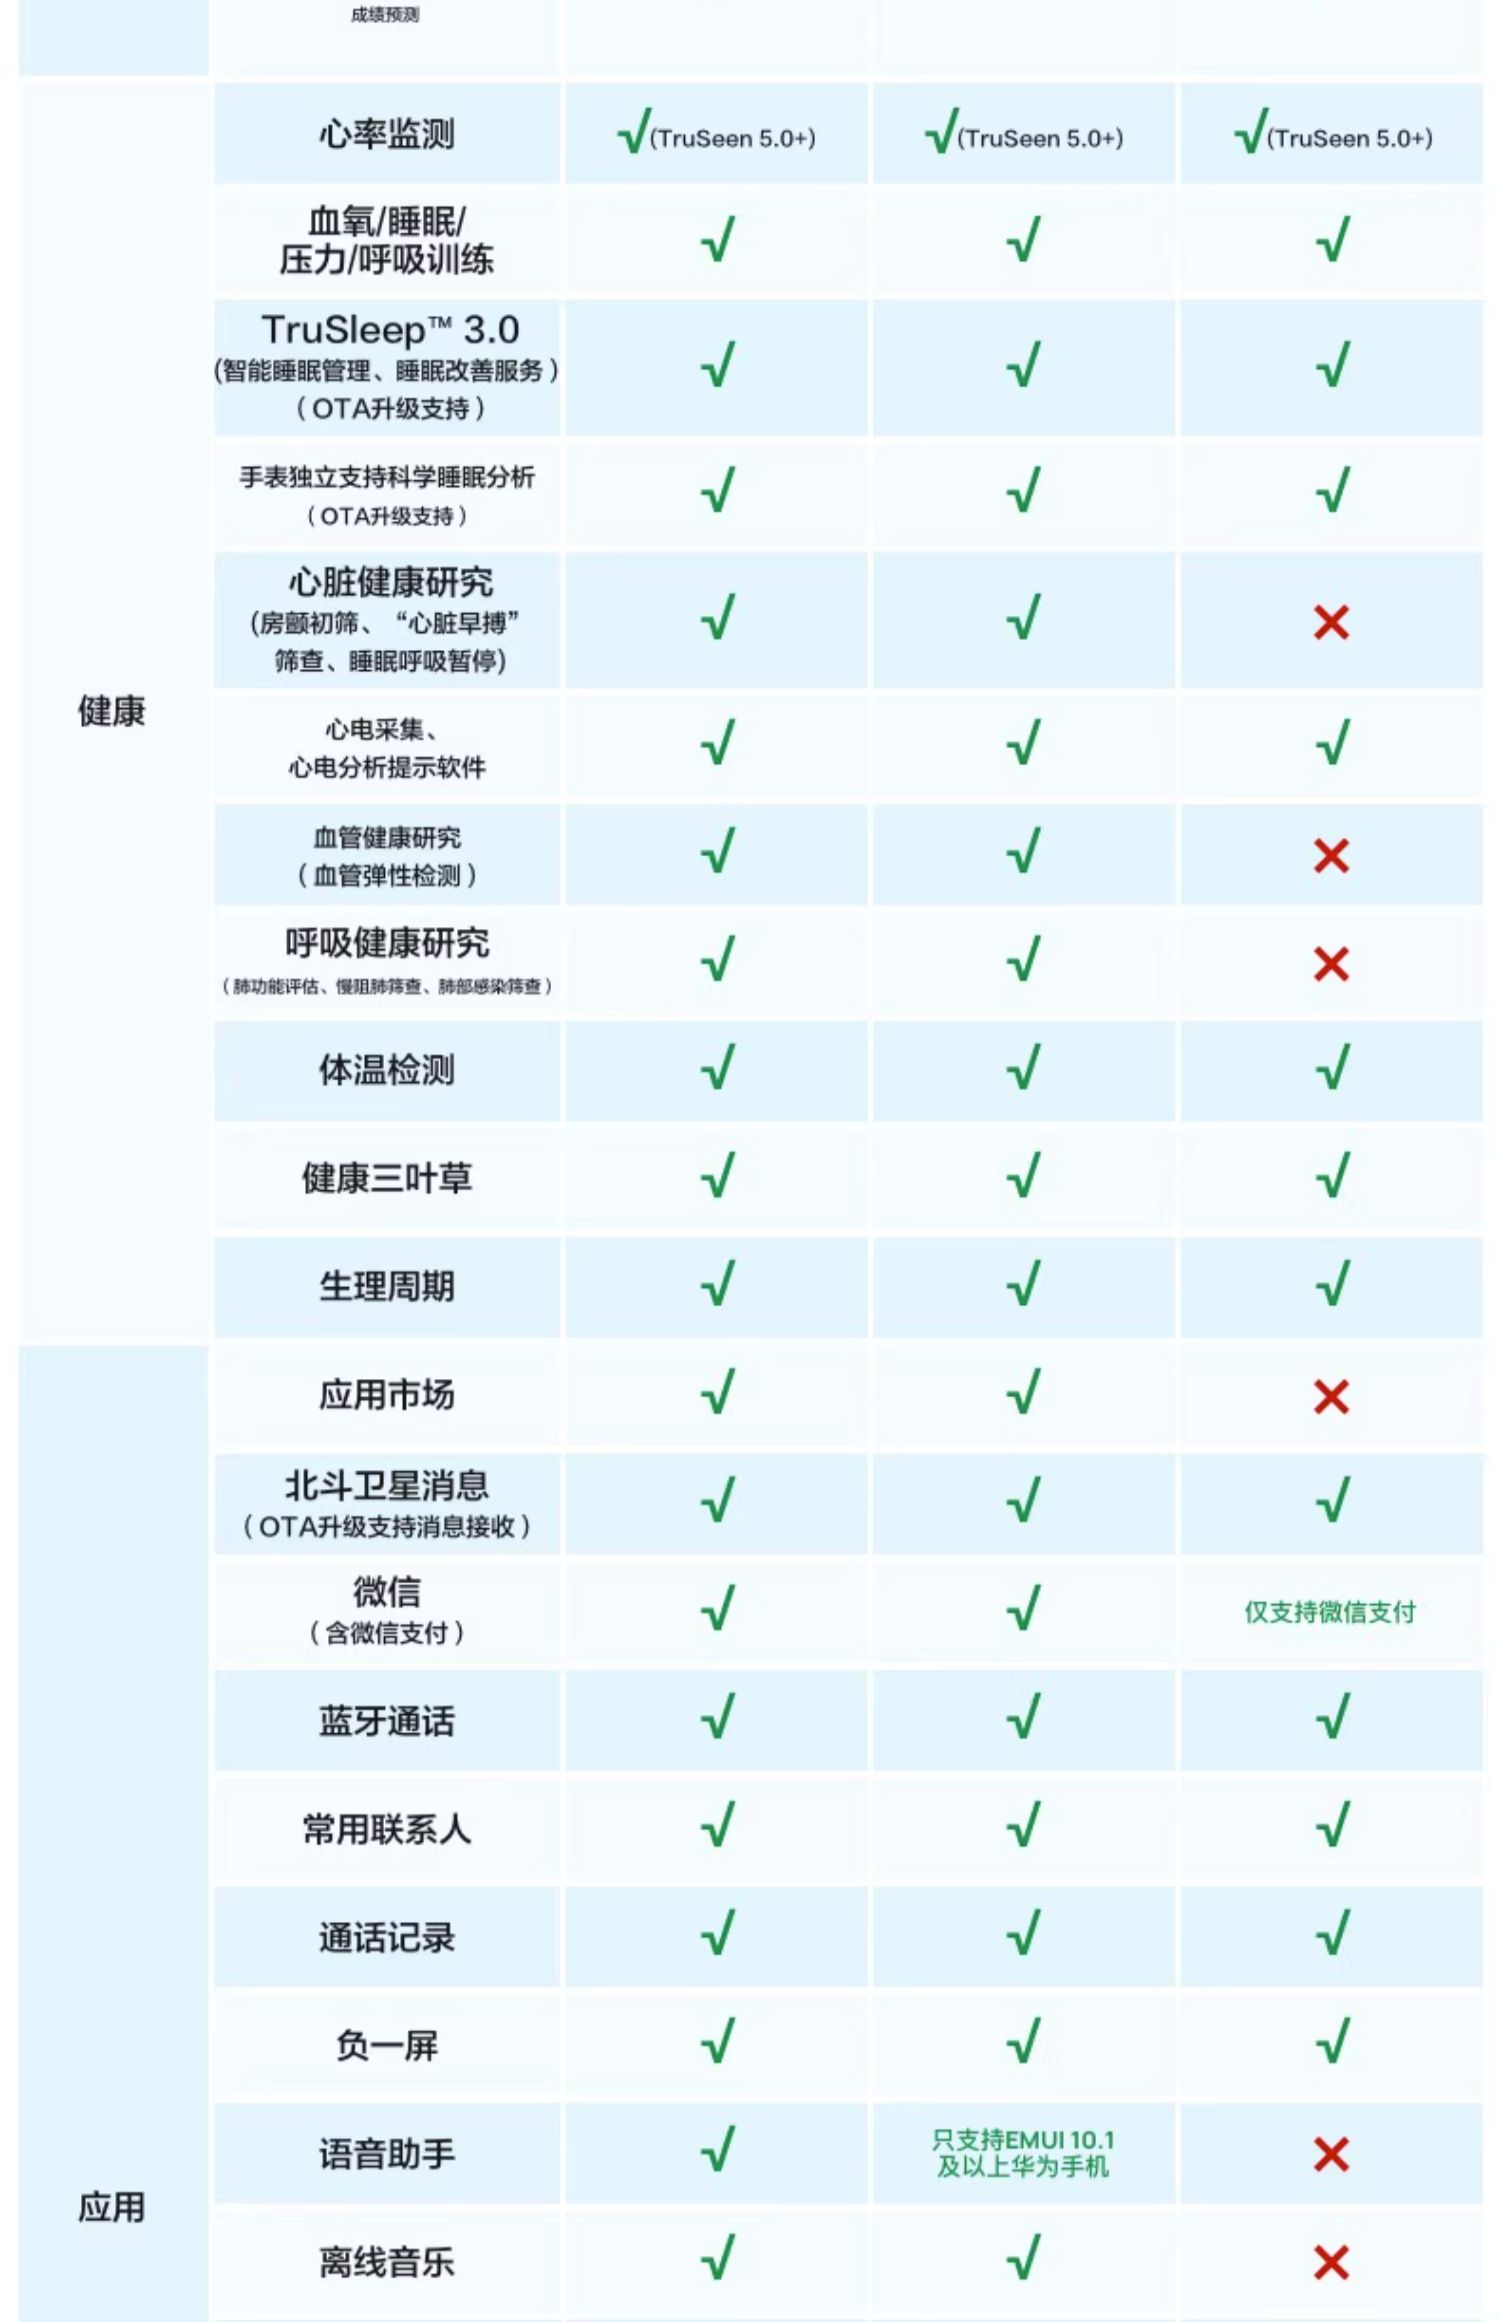 成绩预测
健康
心率监测
√(TruSeen 5.0+)
√(TruSeen 5.0+)
√(TruSeen 5.0+)
血氧/睡眠/
压力/呼吸训练
√
√
√
TruSleep™ 3.0
(智能睡眠管理、睡眠改善服务)
（OTA升级支持）
√
√
√
手表独立支持科学睡眠分析
（OTA升级支持）
√
√
√
心脏健康研究
(房颤初筛、“心脏早搏”
筛查、睡眠呼吸暂停)
√
√
×
心电采集、
心电分析提示软件
√
√
√
血管健康研究
（血管弹性检测）
√
√
×
呼吸健康研究
（肺功能评估、慢阻肺筛查、肺部感染筛查）
√
√
×
体温检测
√
√
√
健康三叶草
√
√
√
生理周期
√
√
√
应用
应用市场
√
√
×
北斗卫星消息
（OTA升级支持消息接收）
√
√
√
微信
（含微信支付）
√
√
仅支持微信支付
蓝牙通话
√
√
√
常用联系人
√
√
√
通话记录
√
√
√
负一屏
√
√
√
语音助手
√
只支持EMUI 10.1
及以上华为手机
×
离线音乐
√
√
×